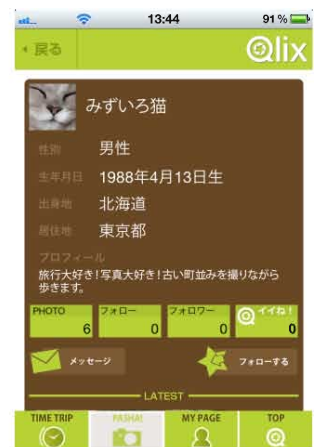 13:44 91%
戻る
Qlix
みずいろ猫
性別 男性
生年月日 1988年4月13日生
出身地 北海道
居住地 東京都
プロフィール
旅行大好き!写真大好き!古い町並みを撮りながら
歩きます。
PHOTO フォロー フォロワー イイね!
6 0 0 0
メッセージ フォローする
LATEST
TIME TRIP PASHA! MY PAGE TOP